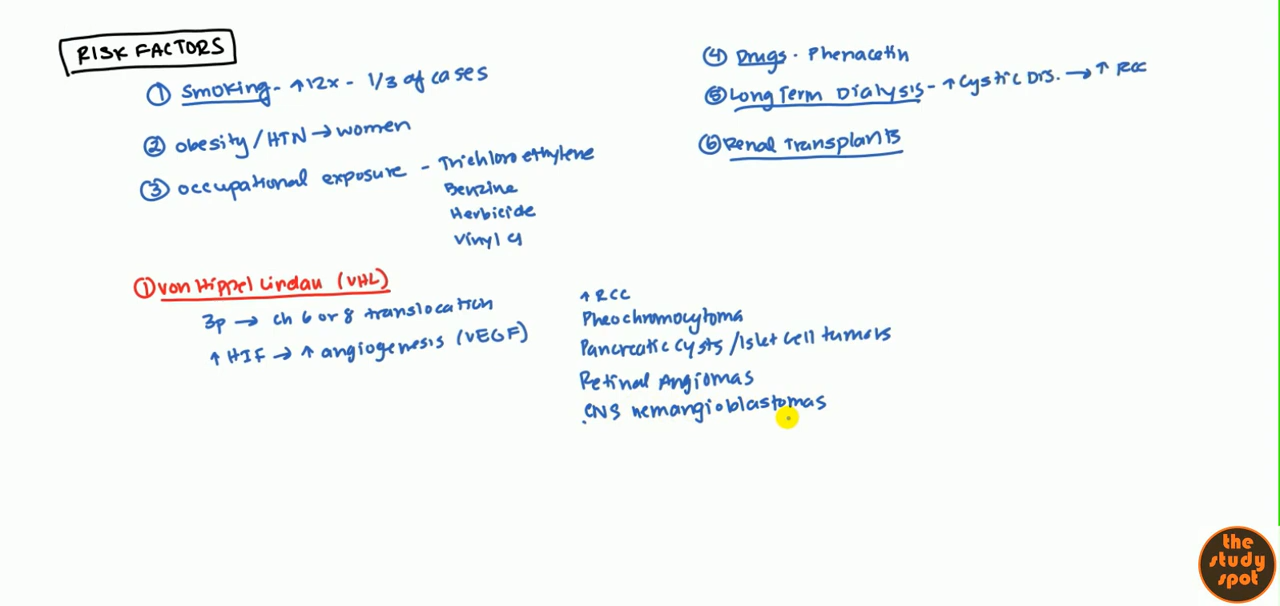 RISK FACTORS
① Smoking - ↑12x - 1/3 of cases
② obesity/HTN → women
③ occupational exposure - Trichloroethylene
Benzine
Herbicide
Vinyl Cl
④ Drugs - Phenacetin
⑤ Long Term Dialysis - ↑ Cystic Drs. → ↑ RCC
⑥ Renal Transplants
① von Hippel Lindau (VHL)
3p → ch 6 or 8 translocation
↑ HIF → ↑ angiogenesis (VEGF)
↑ RCC
Pheochromocytoma
Pancreatic Cysts/Islet Cell tumors
Retinal Angiomas
CNS hemangioblastomas
the
study
spot